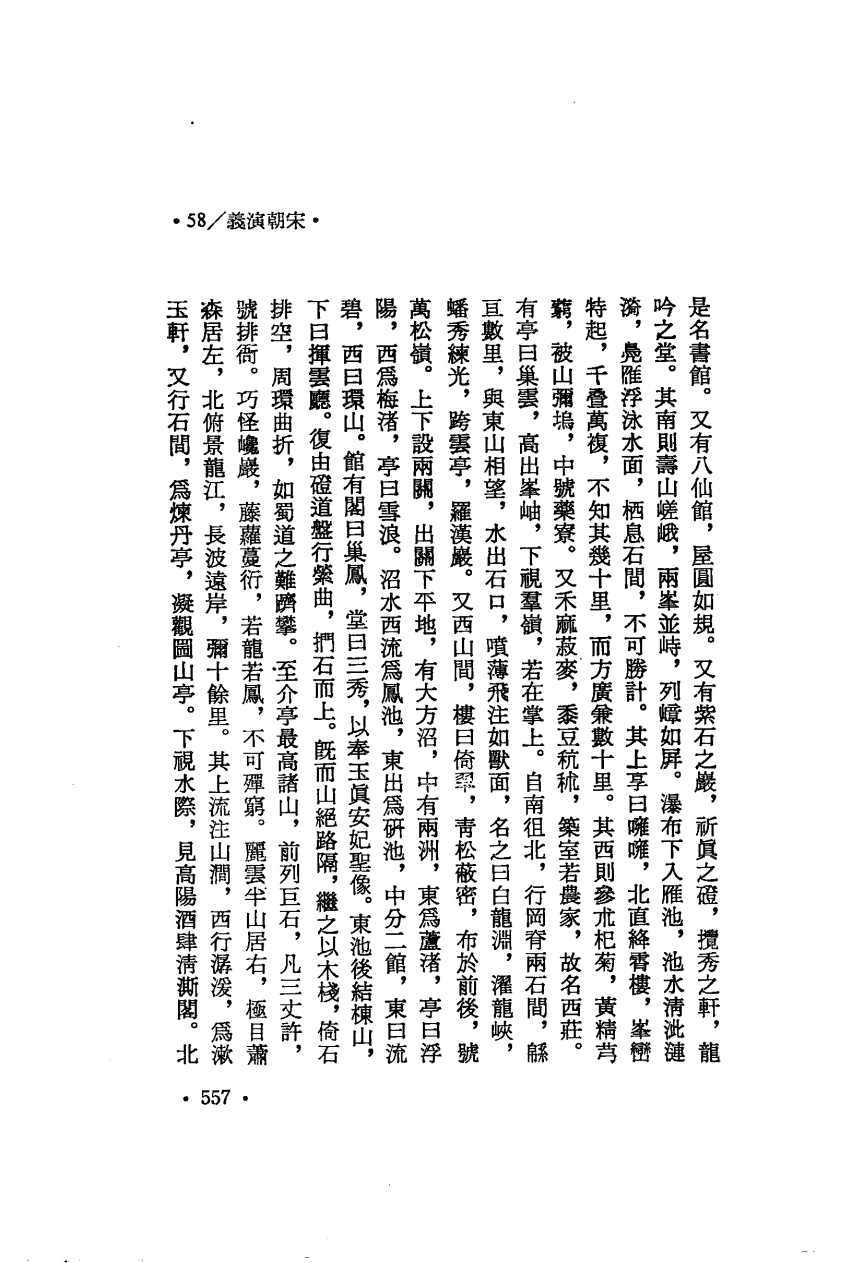 ·58／義演朝宋·
是名書館。又有八仙館，屋圓如規。又有紫石之巖，祈眞之磴，攬秀之軒，龍
吟之堂。其南則壽山嵯峨，兩峯並峙，列嶂如屛。瀑布下入雁池，池水淸泚漣
漪，鳧雁浮泳水面，栖息石間，不可勝計。其上享曰噰噰，北直絳霄樓，峯巒
特起，千疊萬複，不知其幾十里，而方廣兼數十里。其西則參朮杞菊，黃精芎
藭，被山彌塢，中號藥寮。又禾麻菽麥，黍豆秔秫，築室若農家，故名西莊。
有亭曰巢雲，高出峯岫，下視羣嶺，若在掌上。自南徂北，行岡脊兩石間，緜
亘數里，與東山相望，水出石口，噴薄飛注如獸面，名之曰白龍淵，濯龍峽，
蟠秀練光，跨雲亭，羅漢巖。又西山間，樓曰倚翠，靑松蔽密，布於前後，號
萬松嶺。上下設兩關，出關下平地，有大方沼，中有兩洲，東爲蘆渚，亭曰浮
陽，西爲梅渚，亭曰雪浪。沼水西流爲鳳池，東出爲硏池，中分二館，東曰流
碧，西曰環山。館有閣曰巢鳳，堂曰三秀，以奉玉眞安妃聖像。東池後結棟山，
下曰揮雲廳。復由磴道盤行縈曲，捫石而上。旣而山絕路隔，繼之以木棧，倚石
排空，周環曲折，如蜀道之難躋攀。至介亭最高諸山，前列巨石，凡三丈許，
號排衙。巧怪巉巖，藤蘿蔓衍，若龍若鳳，不可殫窮。麗雲半山居右，極目蕭
森居左，北俯景龍江，長波遠岸，彌十餘里。其上流注山澗，西行潺湲，爲漱
玉軒，又行石間，爲煉丹亭，凝觀圖山亭。下視水際，見高陽酒肆淸澌閣。北
·557·